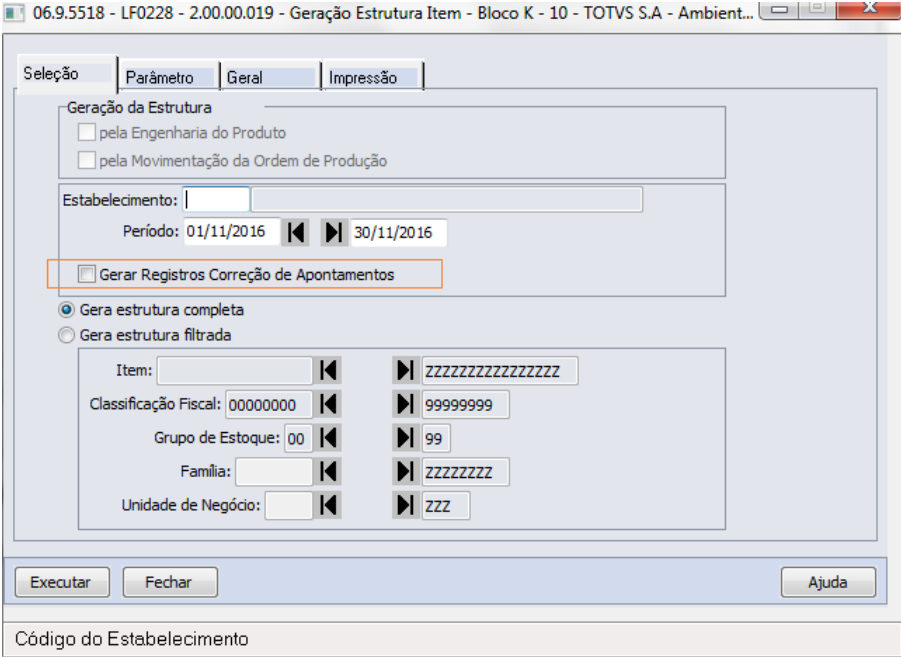 06.9.5518 - LF0228 - 2.00.00.019 - Geração Estrutura Item - Bloco K - 10 - TOTVS S.A - Ambient...
Seleção Parâmetro Geral Impressão
Geração da Estrutura
pela Engenharia do Produto
pela Movimentação da Ordem de Produção
Estabelecimento:
Período: 01/11/2016 30/11/2016
Gerar Registros Correção de Apontamentos
Gera estrutura completa
Gera estrutura filtrada
Item: ZZZZZZZZZZZZZZZZ
Classificação Fiscal: 00000000 99999999
Grupo de Estoque: 00 99
Família: ZZZZZZZZ
Unidade de Negócio: ZZZ
Executar Fechar Ajuda
Código do Estabelecimento